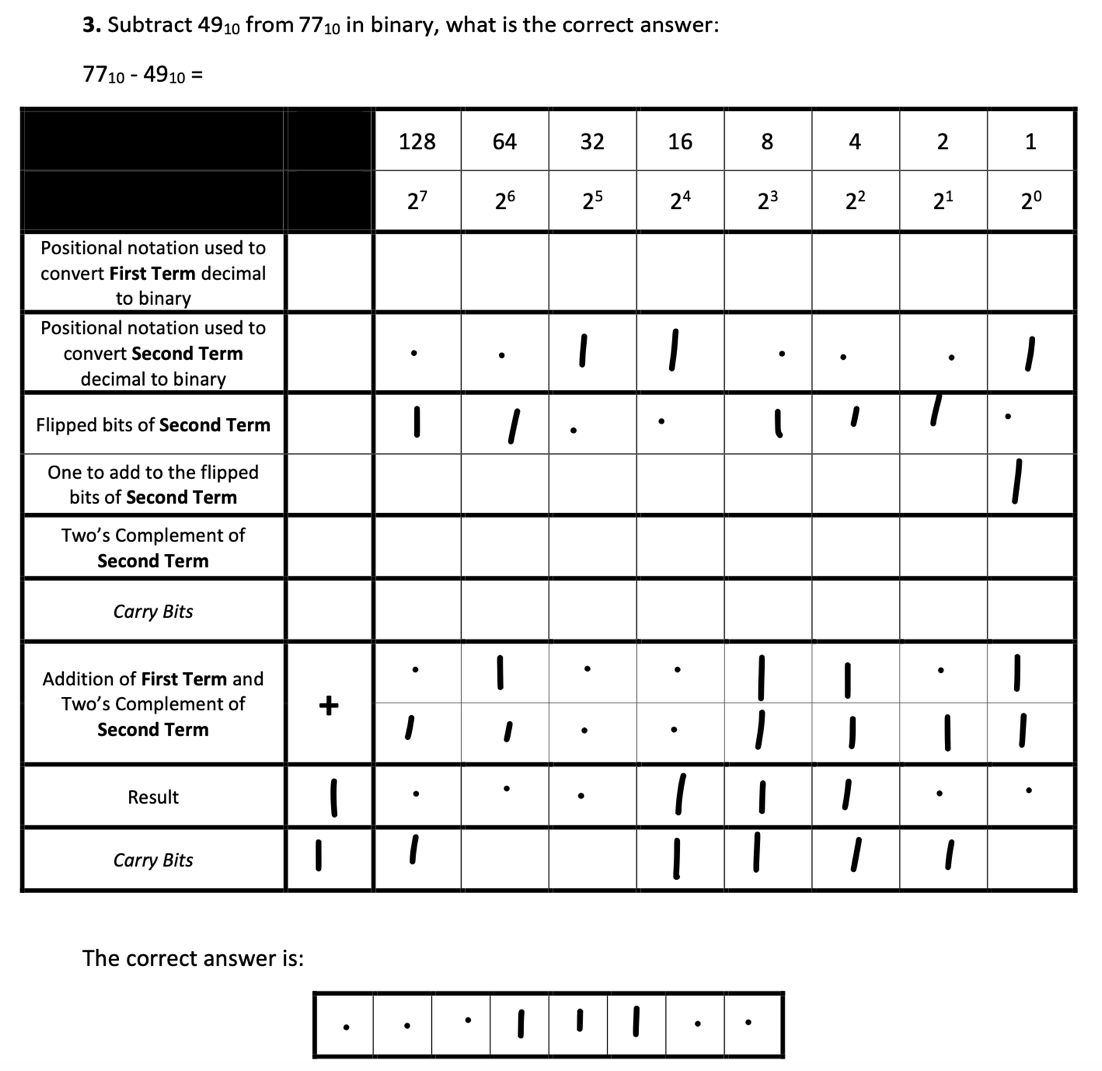 3. Subtract 49₁₀ from 77₁₀ in binary, what is the correct answer:
77₁₀ - 49₁₀ =
128 64 32 16 8 4 2 1
2⁷ 2⁶ 2⁵ 2⁴ 2³ 2² 2¹ 2⁰
Positional notation used to
convert First Term decimal
to binary
Positional notation used to
convert Second Term
decimal to binary
· · 1 1 · · · 1
Flipped bits of Second Term
1 1 · · 1 1 1 ·
One to add to the flipped
bits of Second Term
1
Two's Complement of
Second Term
Carry Bits
Addition of First Term and
Two's Complement of
Second Term
+
· 1 · · 1 1 · 1
1 1 · · 1 1 1 1
Result 1 · · · 1 1 1 · ·
Carry Bits 1 1 1 1 1 1
The correct answer is:
· · · 1 1 1 · ·